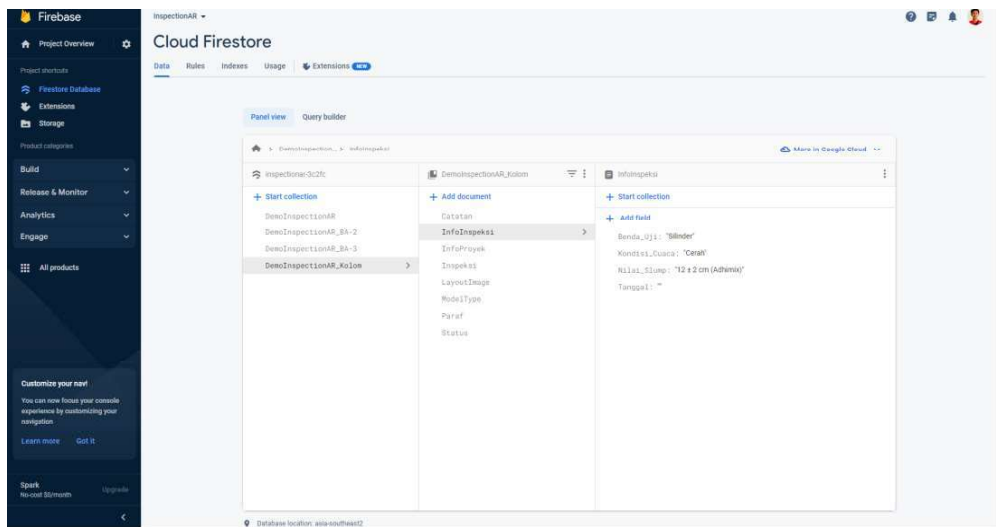 Firebase
Project Overview
Project shortcuts
Firestore Database
Extensions
Storage
Product categories
Build
Release & Monitor
Analytics
Engage
All products
Customize your nav!
You can now focus your console
experience by customizing your
navigation
Learn more Got it
Spark
No-cost $0/month
Upgrade
InspectionAR
Cloud Firestore
Data Rules Indexes Usage Extensions NEW
Panel view Query builder
DemoInspection... InfoInspeksi
More in Google Cloud
inspectionar-3c2fc
+ Start collection
DemoInspectionAR
DemoInspectionAR_BA-2
DemoInspectionAR_BA-3
DemoInspectionAR_Kolom
DemoInspectionAR_Kolom
+ Add document
Catatan
InfoInspeksi
InfoProyek
Inspeksi
LayoutImage
ModelType
Paraf
Status
InfoInspeksi
+ Start collection
+ Add field
Benda_Uji: "Silinder"
Kondisi_Cuaca: "Cerah"
Nilai_Slump: "12 ± 2 cm (Adhimix)"
Tanggal: ""
Database location: asia-southeast2